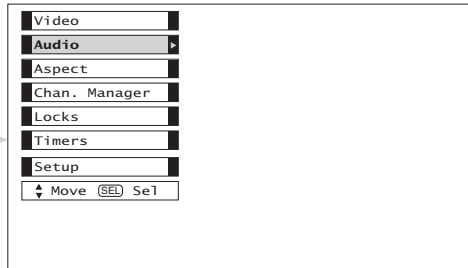 Video
Audio
Aspect
Chan. Manager
Locks
Timers
Setup
Move SEL Sel